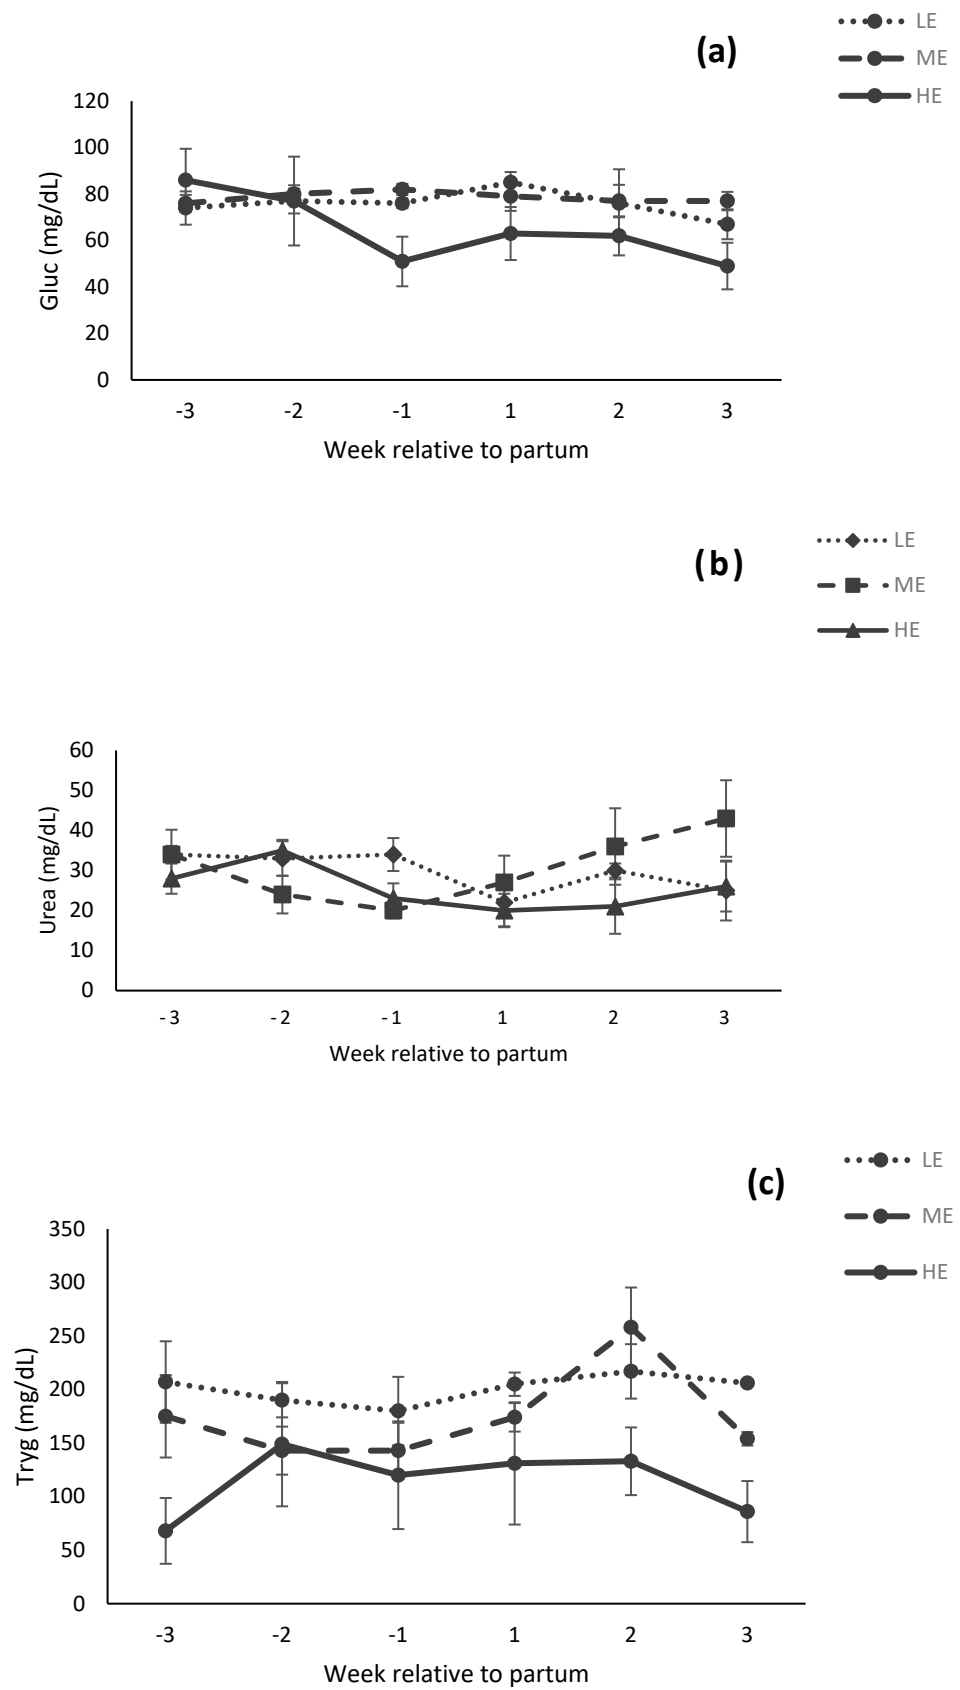 (a)
LE
ME
HE
Gluc (mg/dL)
120
100
80
60
40
20
0
-3 -2 -1 1 2 3
Week relative to partum
(b)
LE
ME
HE
Urea (mg/dL)
60
50
40
30
20
10
0
-3 -2 -1 1 2 3
Week relative to partum
(c)
LE
ME
HE
Tryg (mg/dL)
350
300
250
200
150
100
50
0
-3 -2 -1 1 2 3
Week relative to partum